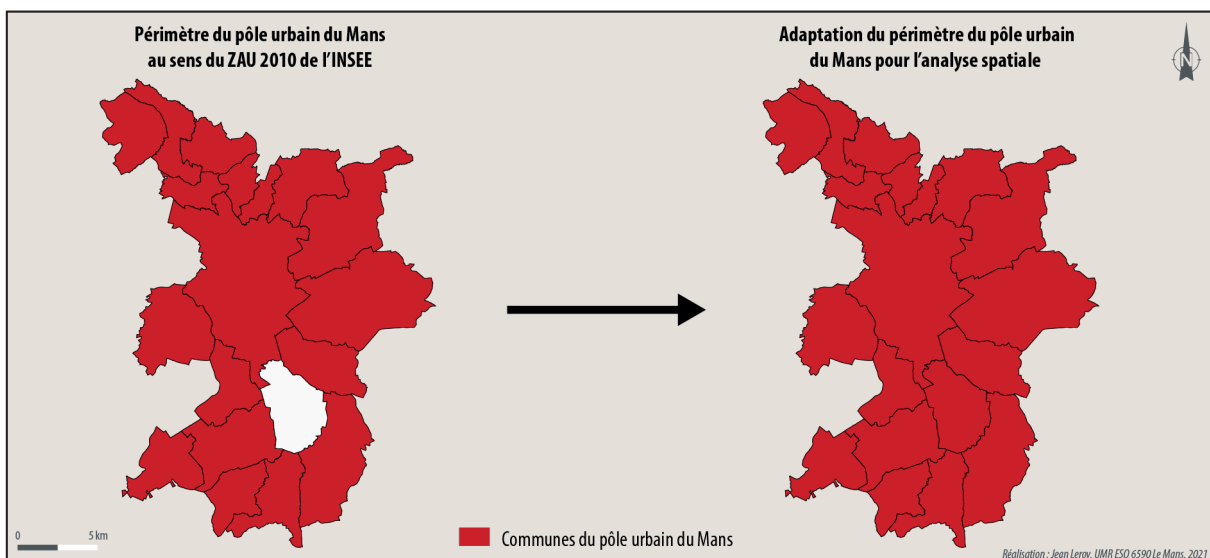 Périmètre du pôle urbain du Mans
au sens du ZAU 2010 de l'INSEE
Adaptation du périmètre du pôle urbain
du Mans pour l'analyse spatiale
N
0 5 km
Communes du pôle urbain du Mans
Réalisation : Jean Leroy, UMR ESO 6590 Le Mans, 2021